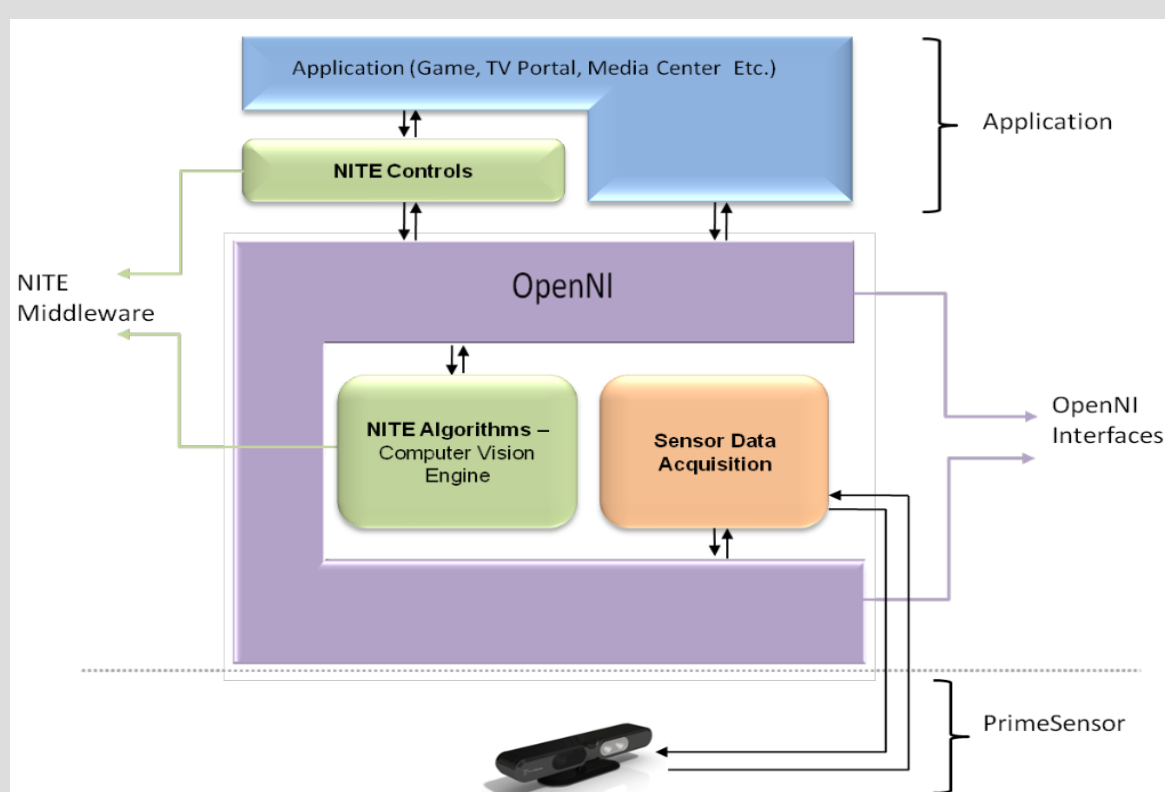 Application (Game, TV Portal, Media Center Etc.)
Application
NITE Controls
NITE
Middleware
OpenNI
NITE Algorithms –
Computer Vision
Engine
Sensor Data
Acquisition
OpenNI
Interfaces
PrimeSensor